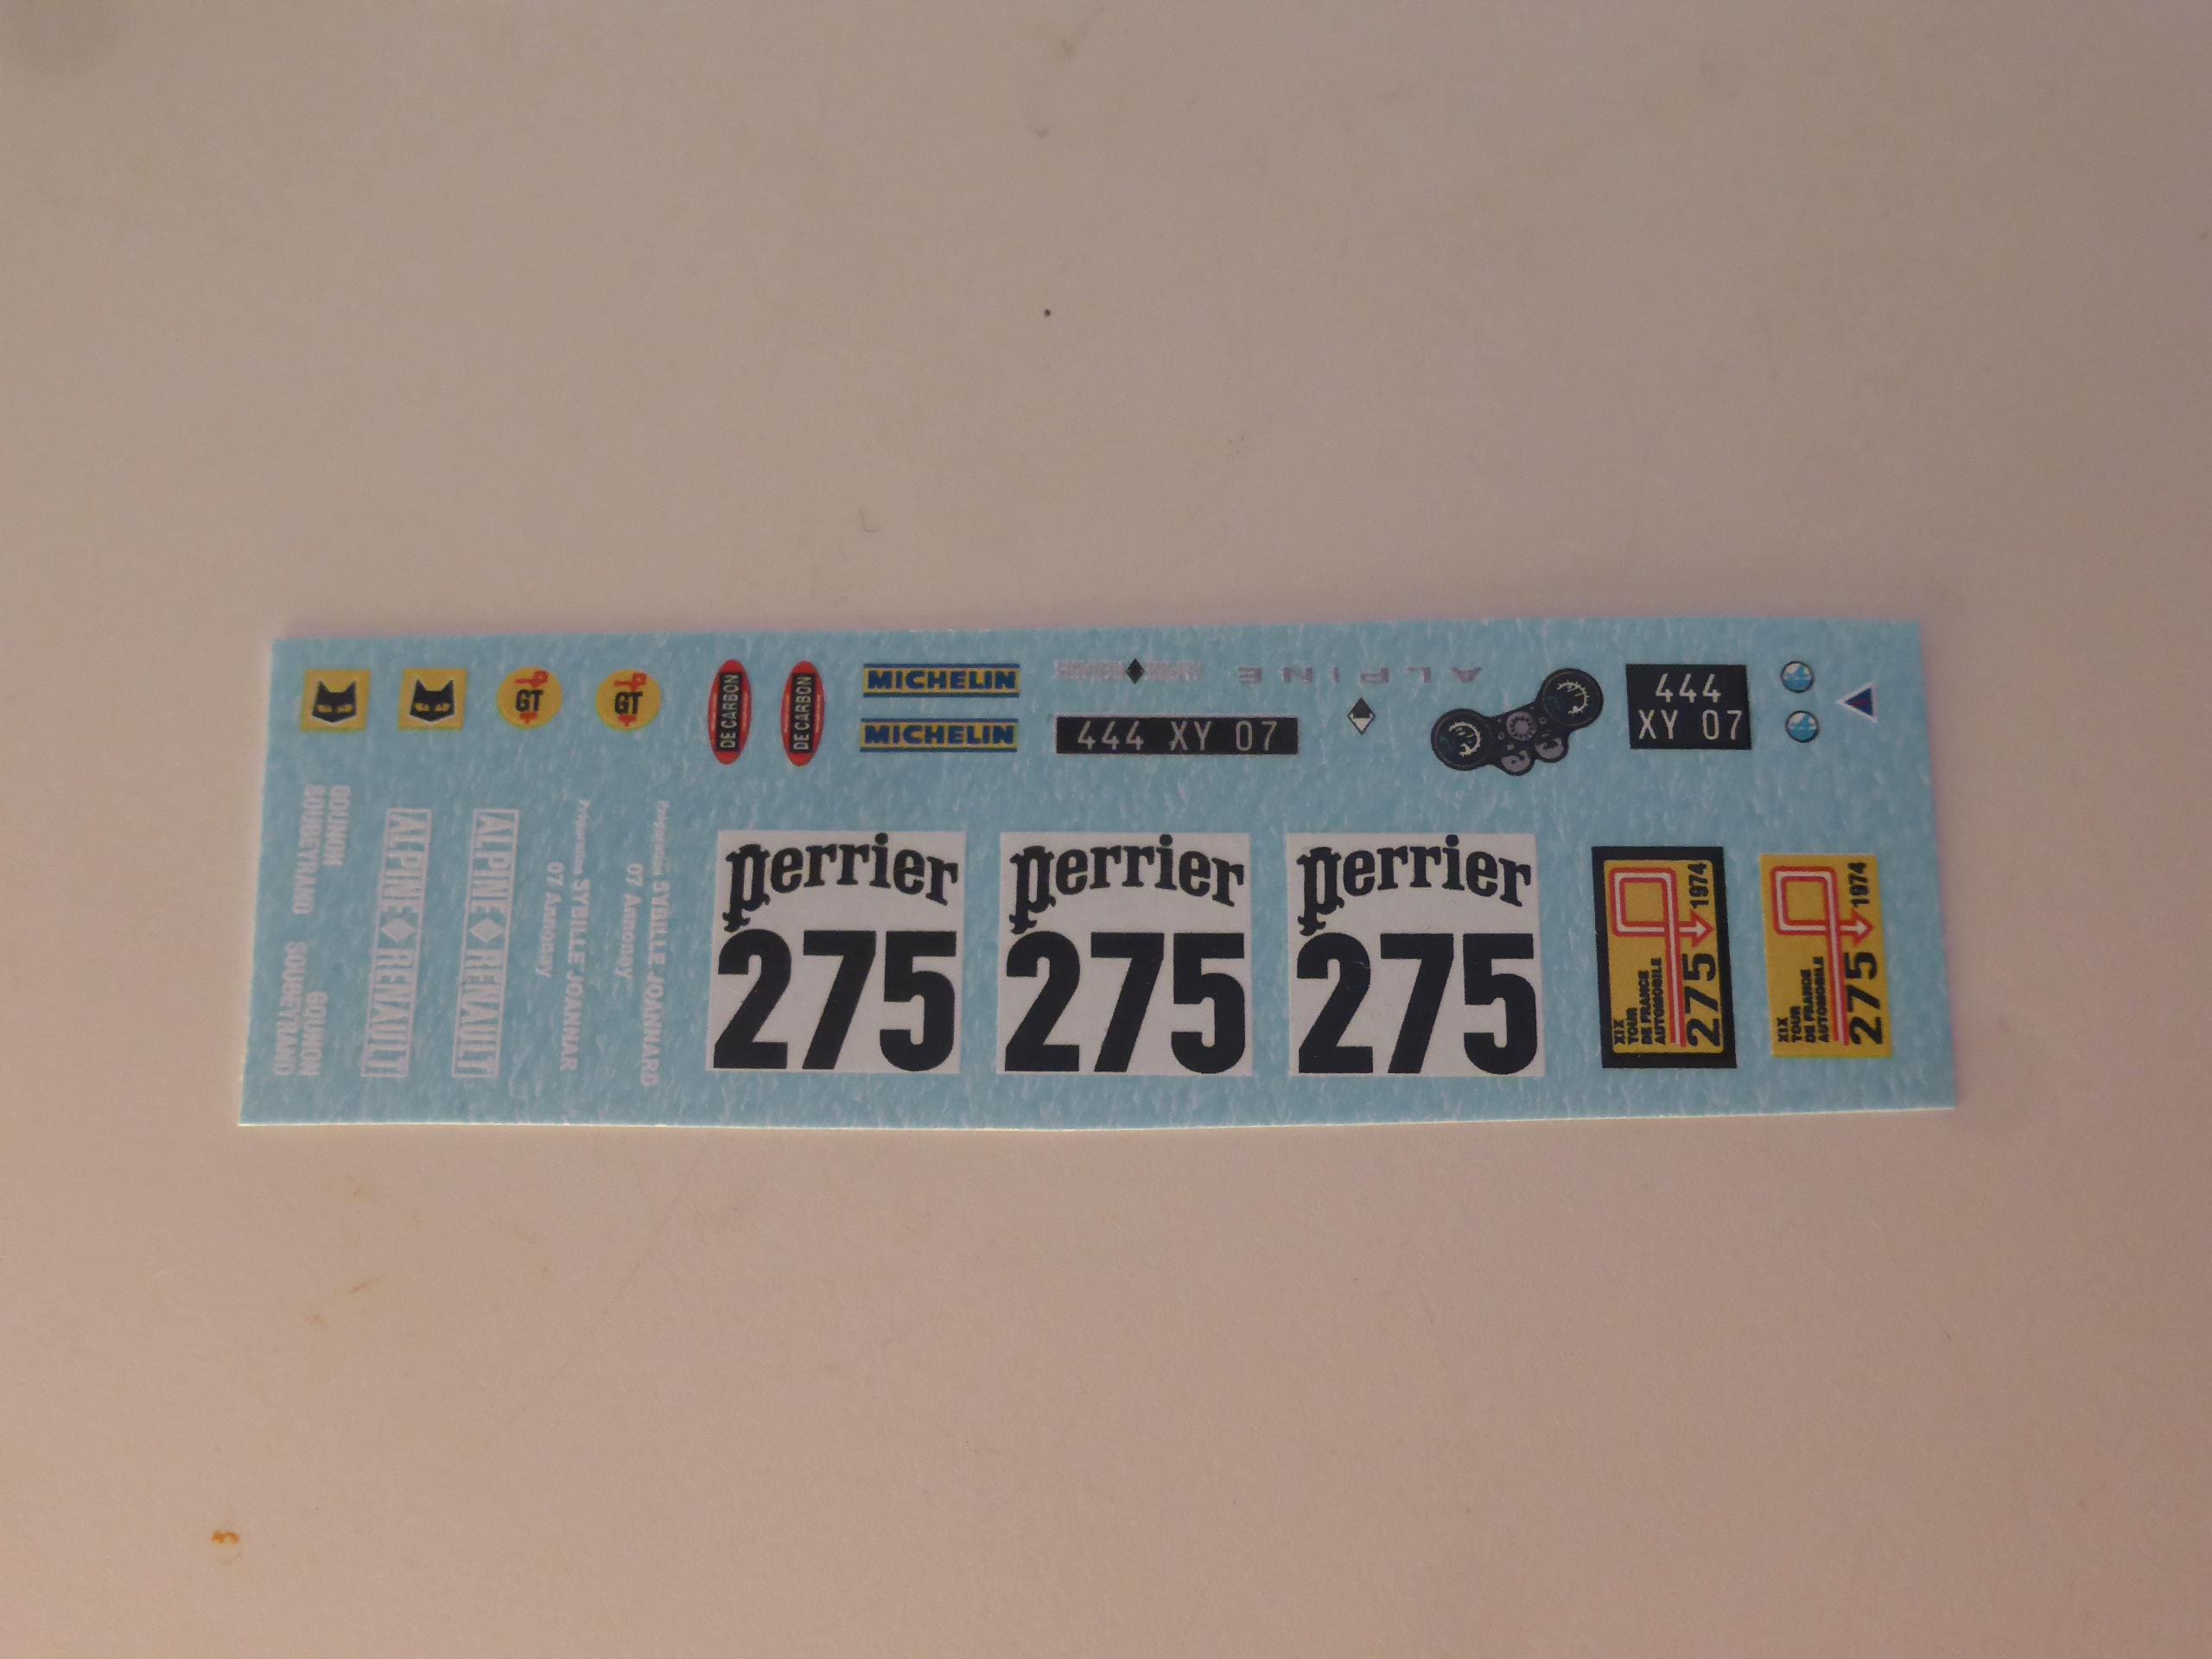 GT
GT
DE CARBON
DE CARBON
MICHELIN
MICHELIN
444 XY 07
ALPINE
444
XY 07
GOUNON
SOUBEYRAND
GOUNON
SOUBEYRAND
ALPINE RENAULT
ALPINE RENAULT
Préparation SYBILLE JOANNAR
07 Annonay
Préparation SYBILLE JOANNARD
07 Annonay
perrier
275
perrier
275
perrier
275
XIX
TOUR
DE FRANCE
AUTOMOBILE
275 1974
XIX
TOUR
DE FRANCE
AUTOMOBILE
275 1974